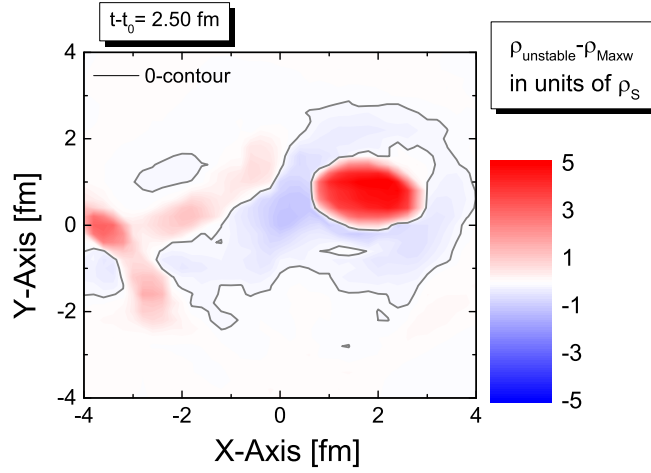 t-t₀= 2.50 fm
ρunstable-ρMaxw
in units of ρS
0-contour
4
2
0
-2
-4
Y-Axis [fm]
-4 -2 0 2 4
X-Axis [fm]
5
3
1
-1
-3
-5